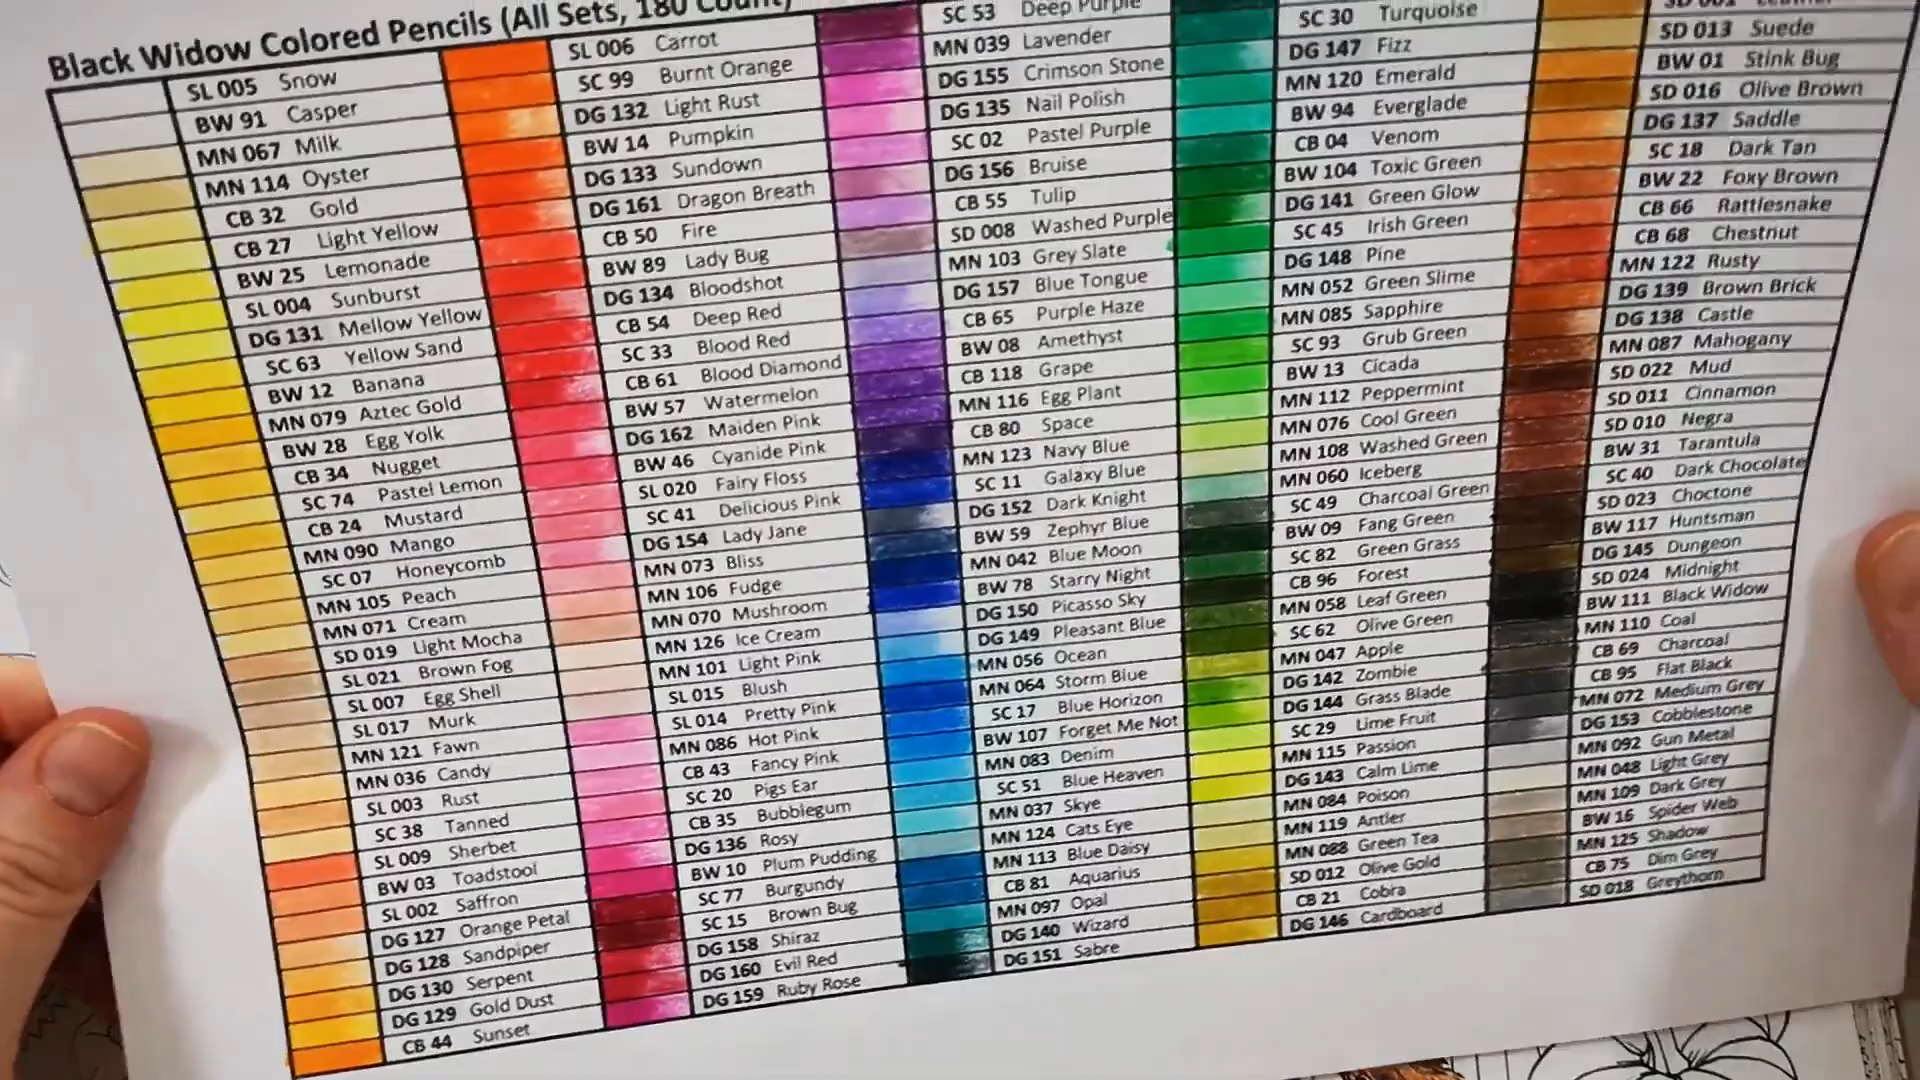 Black Widow Colored Pencils (All Sets, 180 Count)
SL 005 Snow
BW 91 Casper
MN 067 Milk
MN 114 Oyster
CB 32 Gold
CB 27 Light Yellow
BW 25 Lemonade
SL 004 Sunburst
DG 131 Mellow Yellow
SC 63 Yellow Sand
BW 12 Banana
MN 079 Aztec Gold
BW 28 Egg Yolk
CB 34 Nugget
SC 74 Pastel Lemon
CB 24 Mustard
MN 090 Mango
SC 07 Honeycomb
MN 105 Peach
MN 071 Cream
SD 019 Light Mocha
SL 021 Brown Fog
SL 007 Egg Shell
SL 017 Murk
MN 121 Fawn
MN 036 Candy
SL 003 Rust
SC 38 Tanned
SL 009 Sherbet
BW 03 Toadstool
SL 002 Saffron
DG 127 Orange Petal
DG 128 Sandpiper
DG 130 Serpent
DG 129 Gold Dust
CB 44 Sunset
SL 006 Carrot
SC 99 Burnt Orange
DG 132 Light Rust
BW 14 Pumpkin
DG 133 Sundown
DG 161 Dragon Breath
CB 50 Fire
BW 89 Lady Bug
DG 134 Bloodshot
CB 54 Deep Red
SC 33 Blood Red
CB 61 Blood Diamond
BW 57 Watermelon
DG 162 Maiden Pink
BW 46 Cyanide Pink
SL 020 Fairy Floss
SC 41 Delicious Pink
DG 154 Lady Jane
MN 073 Bliss
MN 106 Fudge
MN 070 Mushroom
MN 126 Ice Cream
MN 101 Light Pink
SL 015 Blush
SL 014 Pretty Pink
MN 086 Hot Pink
CB 43 Fancy Pink
SC 20 Pigs Ear
CB 35 Bubblegum
DG 136 Rosy
BW 10 Plum Pudding
SC 77 Burgundy
SC 15 Brown Bug
DG 158 Shiraz
DG 160 Evil Red
DG 159 Ruby Rose
SC 53 Deep Purple
MN 039 Lavender
DG 155 Crimson Stone
DG 135 Nail Polish
SC 02 Pastel Purple
DG 156 Bruise
CB 55 Tulip
SD 008 Washed Purple
MN 103 Grey Slate
DG 157 Blue Tongue
CB 65 Purple Haze
BW 08 Amethyst
CB 118 Grape
MN 116 Egg Plant
CB 80 Space
MN 123 Navy Blue
SC 11 Galaxy Blue
DG 152 Dark Knight
BW 59 Zephyr Blue
MN 042 Blue Moon
BW 78 Starry Night
DG 150 Picasso Sky
DG 149 Pleasant Blue
MN 056 Ocean
MN 064 Storm Blue
SC 17 Blue Horizon
BW 107 Forget Me Not
MN 083 Denim
SC 51 Blue Heaven
MN 037 Skye
MN 124 Cats Eye
MN 113 Blue Daisy
CB 81 Aquarius
MN 097 Opal
DG 140 Wizard
DG 151 Sabre
SC 30 Turquoise
DG 147 Fizz
MN 120 Emerald
BW 94 Everglade
CB 04 Venom
BW 104 Toxic Green
DG 141 Green Glow
SC 45 Irish Green
DG 148 Pine
MN 052 Green Slime
MN 085 Sapphire
SC 93 Grub Green
BW 13 Cicada
MN 112 Peppermint
MN 076 Cool Green
MN 108 Washed Green
MN 060 Iceberg
SC 49 Charcoal Green
BW 09 Fang Green
SC 82 Green Grass
CB 96 Forest
MN 058 Leaf Green
SC 62 Olive Green
MN 047 Apple
DG 142 Zombie
DG 144 Grass Blade
SC 29 Lime Fruit
MN 115 Passion
DG 143 Calm Lime
MN 084 Poison
MN 119 Antler
MN 088 Green Tea
SD 012 Olive Gold
CB 21 Cobra
DG 146 Cardboard
SD 013 Suede
BW 01 Stink Bug
SD 016 Olive Brown
DG 137 Saddle
SC 18 Dark Tan
BW 22 Foxy Brown
CB 66 Rattlesnake
CB 68 Chestnut
MN 122 Rusty
DG 139 Brown Brick
DG 138 Castle
MN 087 Mahogany
SD 022 Mud
SD 011 Cinnamon
SD 010 Negra
BW 31 Tarantula
SC 40 Dark Chocolate
SD 023 Choctone
BW 117 Huntsman
DG 145 Dungeon
SD 024 Midnight
BW 111 Black Widow
MN 110 Coal
CB 69 Charcoal
CB 95 Flat Black
MN 072 Medium Grey
DG 153 Cobblestone
MN 092 Gun Metal
MN 048 Light Grey
MN 109 Dark Grey
BW 16 Spider Web
MN 125 Shadow
CB 75 Dim Grey
SD 018 Greythorn